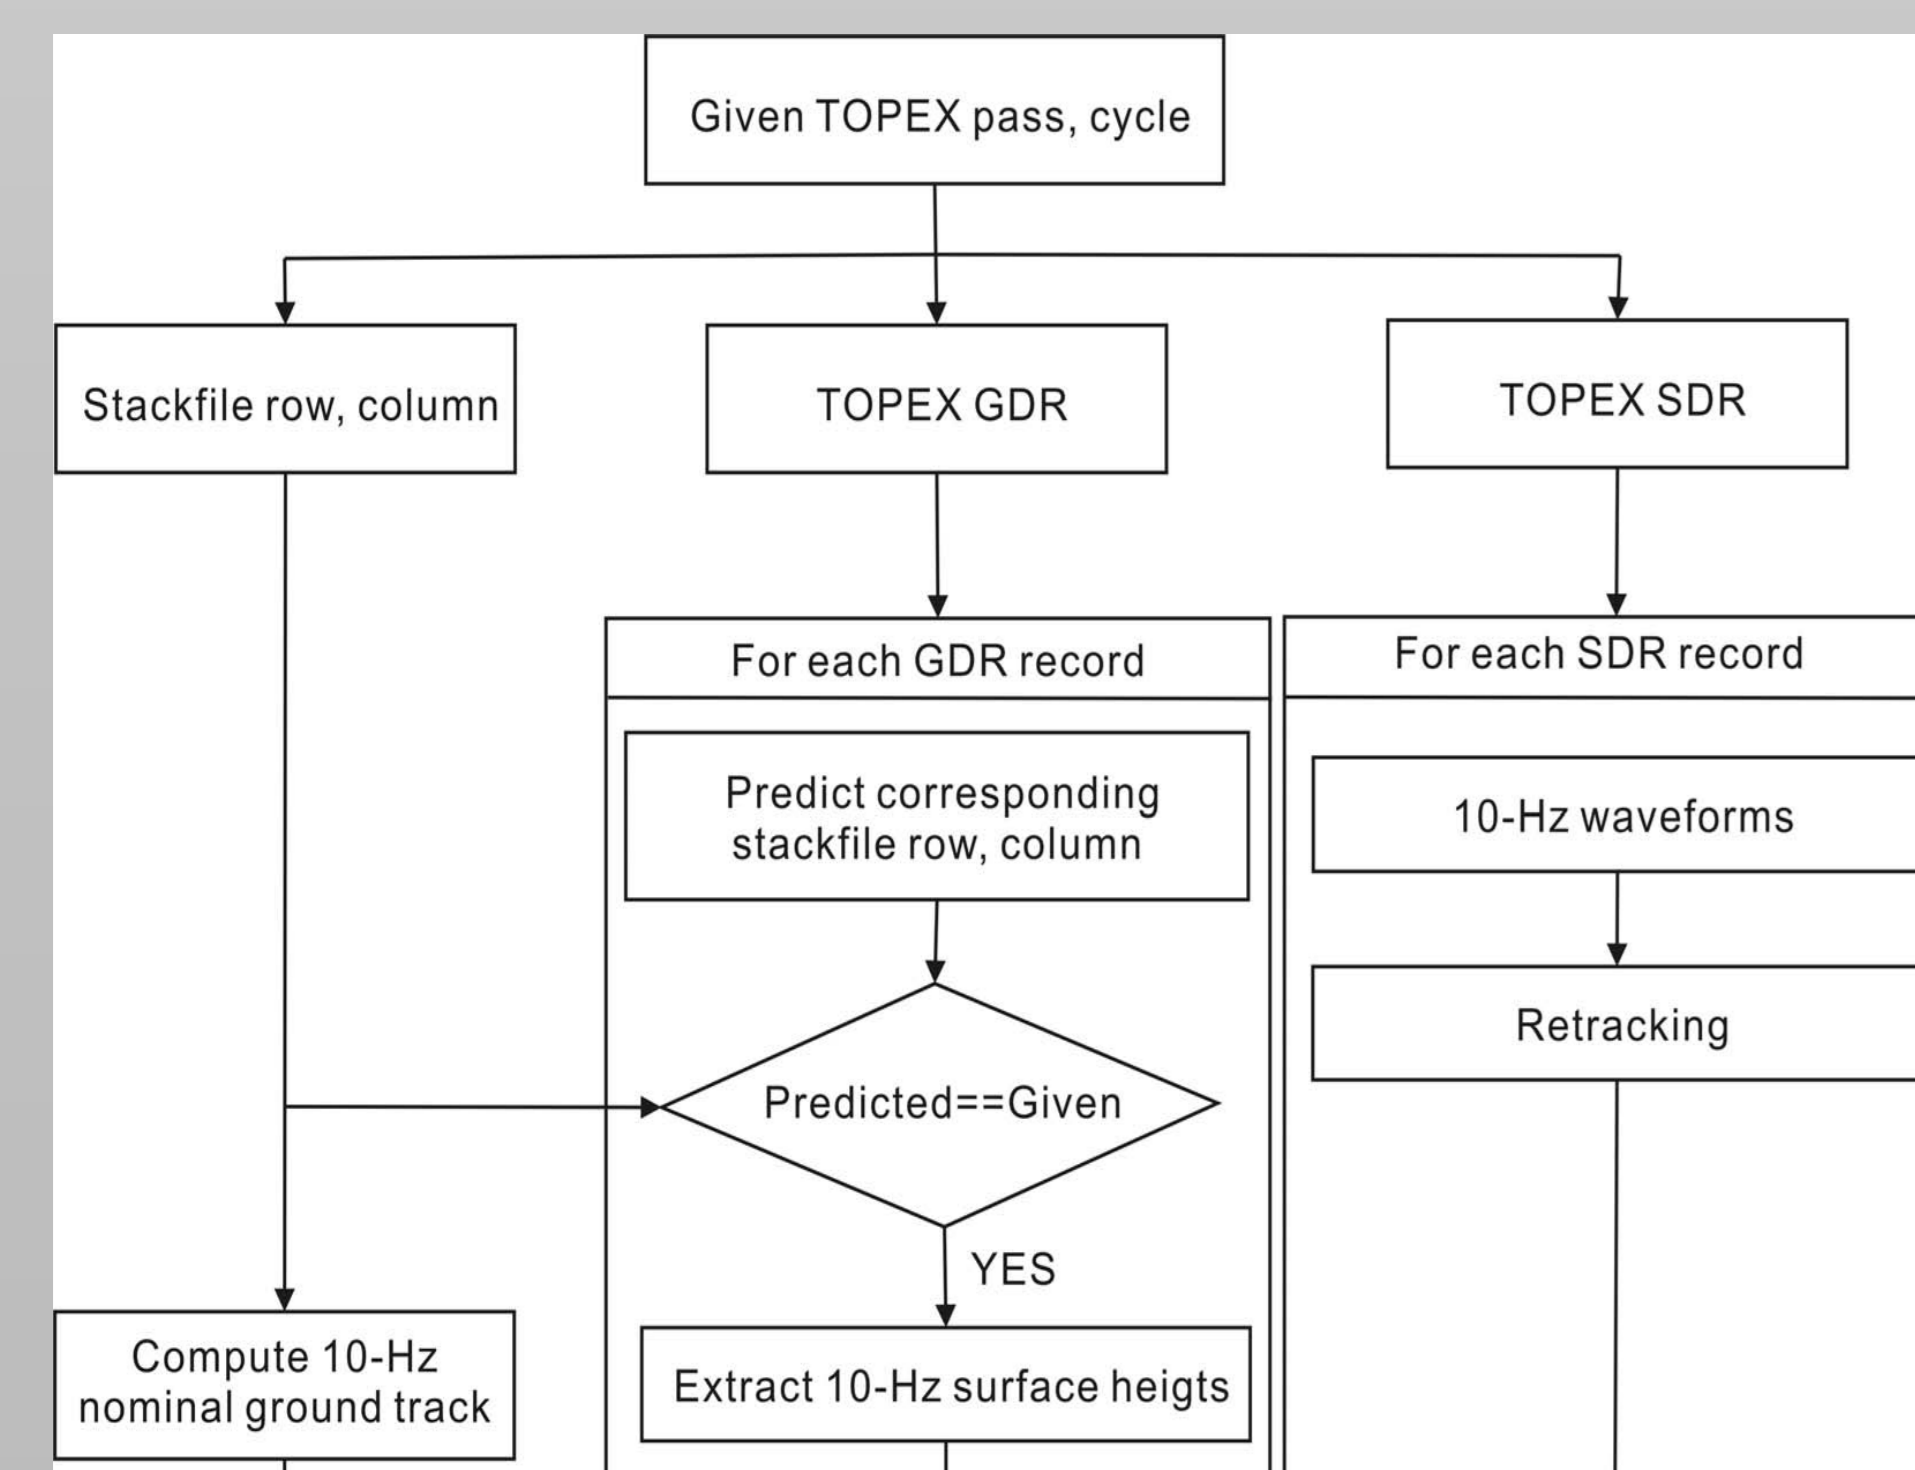 Given TOPEX pass, cycle
Stackfile row, column
TOPEX GDR
TOPEX SDR
For each GDR record
For each SDR record
Predict corresponding
stackfile row, column
10-Hz waveforms
Retracking
Predicted==Given
YES
Compute 10-Hz
nominal ground track
Extract 10-Hz surface heigts